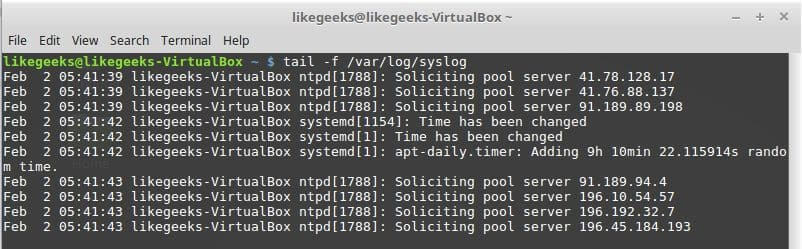 likegeeks@likegeeks-VirtualBox ~
File Edit View Search Terminal Help
likegeeks@likegeeks-VirtualBox ~ $ tail -f /var/log/syslog
Feb  2 05:41:39 likegeeks-VirtualBox ntpd[1788]: Soliciting pool server 41.78.128.17
Feb  2 05:41:39 likegeeks-VirtualBox ntpd[1788]: Soliciting pool server 41.76.88.137
Feb  2 05:41:39 likegeeks-VirtualBox ntpd[1788]: Soliciting pool server 91.189.89.198
Feb  2 05:41:42 likegeeks-VirtualBox systemd[1154]: Time has been changed
Feb  2 05:41:42 likegeeks-VirtualBox systemd[1]: Time has been changed
Feb  2 05:41:42 likegeeks-VirtualBox systemd[1]: apt-daily.timer: Adding 9h 10min 22.115914s rando
m time.
Feb  2 05:41:43 likegeeks-VirtualBox ntpd[1788]: Soliciting pool server 91.189.94.4
Feb  2 05:41:43 likegeeks-VirtualBox ntpd[1788]: Soliciting pool server 196.10.54.57
Feb  2 05:41:43 likegeeks-VirtualBox ntpd[1788]: Soliciting pool server 196.192.32.7
Feb  2 05:41:43 likegeeks-VirtualBox ntpd[1788]: Soliciting pool server 196.45.184.193